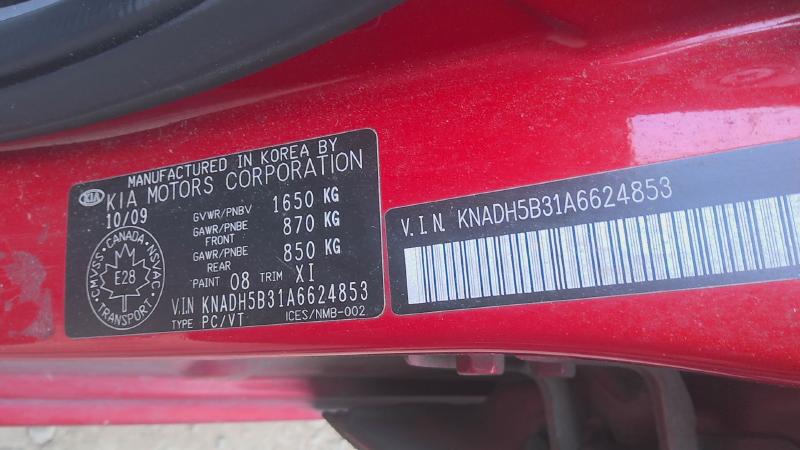 MANUFACTURED IN KOREA BY
KIA KIA MOTORS CORPORATION
10/09
GVWR/PNBV 1650 KG
GAWR/PNBE FRONT 870 KG
GAWR/PNBE REAR 850 KG
PAINT 08 TRIM XI
V.I.N KNADH5B31A6624853
TYPE PC/VT ICES/NMB-002
CANADA
CMVSS NSVAC
E28
TRANSPORT
V.I.N. KNADH5B31A6624853